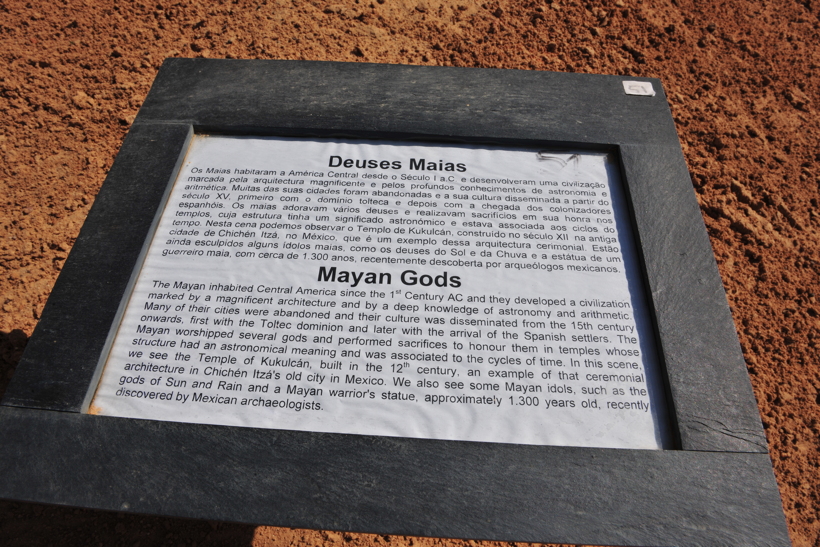 Deuses Maias
Os Maias habitaram a América Central desde o Século I a.C. e desenvolveram uma civilização
marcada pela arquitectura magnificente e pelos profundos conhecimentos de astronomia e
aritmética. Muitas das suas cidades foram abandonadas e a sua cultura disseminada a partir do
século XV, primeiro com o domínio tolteca e depois com a chegada dos colonizadores
espanhóis. Os maias adoravam vários deuses e realizavam sacrifícios em sua honra nos
templos, cuja estrutura tinha um significado astronómico e estava associada aos ciclos do
tempo. Nesta cena podemos observar o Templo de Kukulcán, construído no século XII na antiga
cidade de Chichén Itzá, no México, que é um exemplo dessa arquitectura cerimonial. Estão
ainda esculpidos alguns ídolos maias, como os deuses do Sol e da Chuva e a estátua de um
guerreiro maia, com cerca de 1.300 anos, recentemente descoberta por arqueólogos mexicanos.
Mayan Gods
The Mayan inhabited Central America since the 1st Century AC and they developed a civilization
marked by a magnificent architecture and by a deep knowledge of astronomy and arithmetic.
Many of their cities were abandoned and their culture was disseminated from the 15th century
onwards, first with the Toltec dominion and later with the arrival of the Spanish settlers. The
Mayan worshipped several gods and performed sacrifices to honour them in temples whose
structure had an astronomical meaning and was associated to the cycles of time. In this scene,
we see the Temple of Kukulcán, built in the 12th century, an example of that ceremonial
architecture in Chichén Itzá's old city in Mexico. We also see some Mayan idols, such as the
gods of Sun and Rain and a Mayan warrior's statue, approximately 1.300 years old, recently
discovered by Mexican archaeologists.